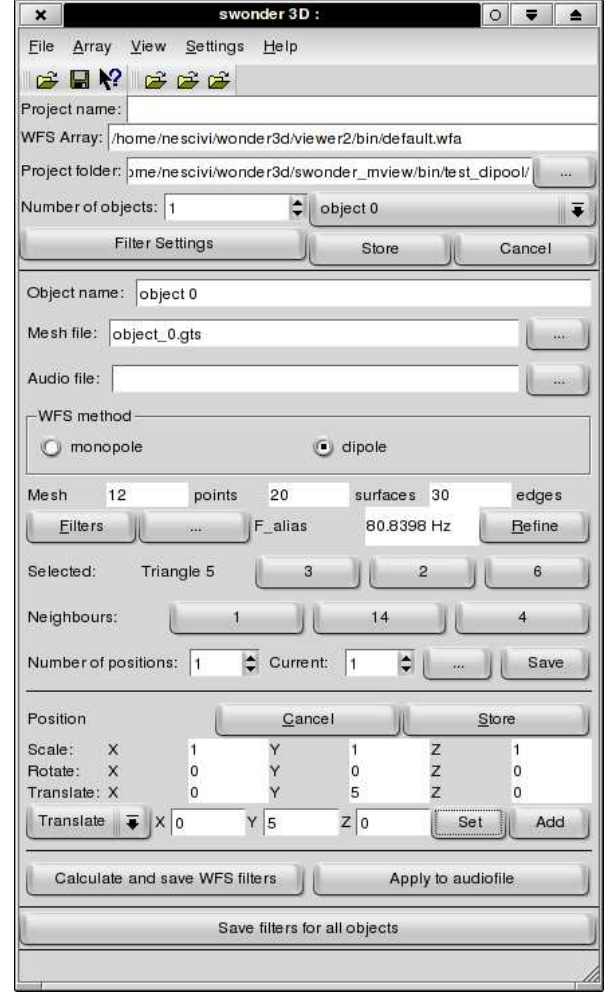 swonder 3D :
File Array View Settings Help
Project name:
WFS Array: /home/nescivi/wonder3d/viewer2/bin/default.wfa
Project folder: ome/nescivi/wonder3d/swonder_mview/bin/test_dipool/ ...
Number of objects: 1 object 0
Filter Settings Store Cancel
Object name: object 0
Mesh file: object_0.gts ...
Audio file: ...
WFS method
monopole dipole
Mesh 12 points 20 surfaces 30 edges
Filters ... F_alias 80.8398 Hz Refine
Selected: Triangle 5 3 2 6
Neighbours: 1 14 4
Number of positions: 1 Current: 1 ... Save
Position Cancel Store
Scale: X 1 Y 1 Z 1
Rotate: X 0 Y 0 Z 0
Translate: X 0 Y 5 Z 0
Translate X 0 Y 5 Z 0 Set Add
Calculate and save WFS filters Apply to audiofile
Save filters for all objects